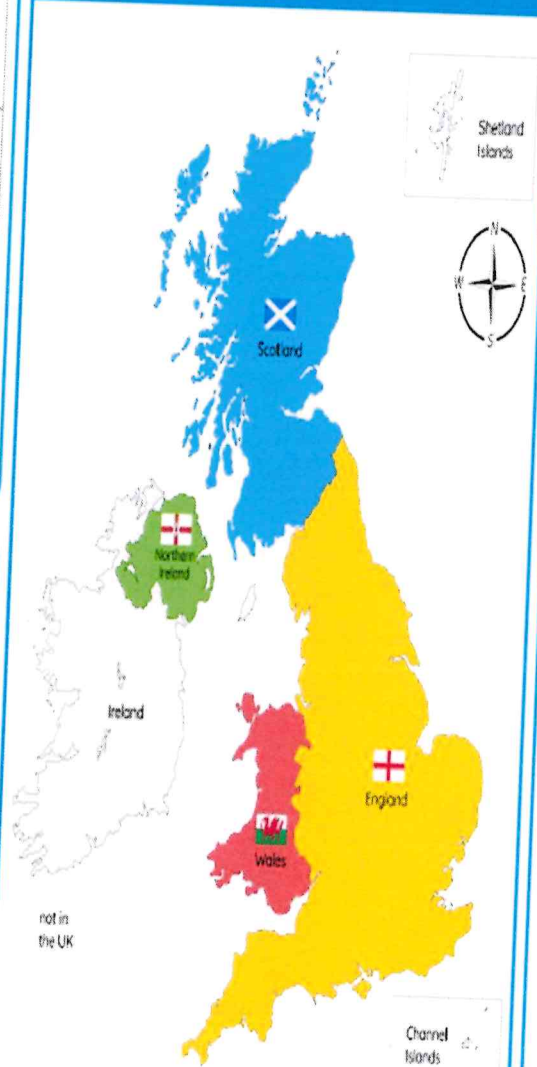 Shetland
Islands
N
W
E
S
Scotland
Northern
Ireland
Ireland
England
Wales
not in
the UK
Channel
Islands